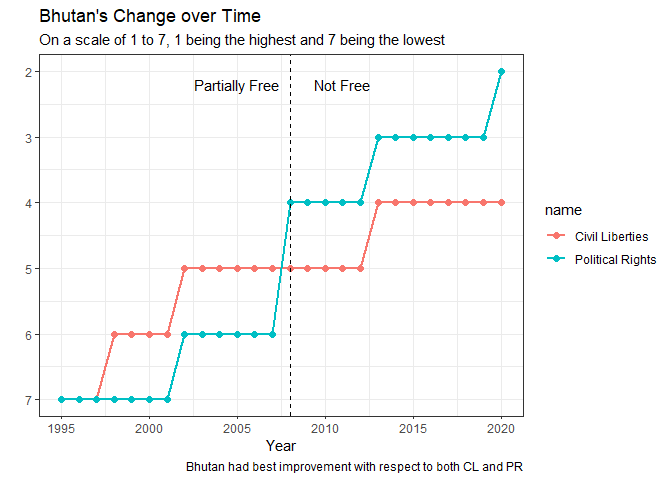 Bhutan's Change over Time
On a scale of 1 to 7, 1 being the highest and 7 being the lowest
Partially Free
Not Free
2
3
4
5
6
7
1995
2000
2005
2010
2015
2020
Year
name
Civil Liberties
Political Rights
Bhutan had best improvement with respect to both CL and PR